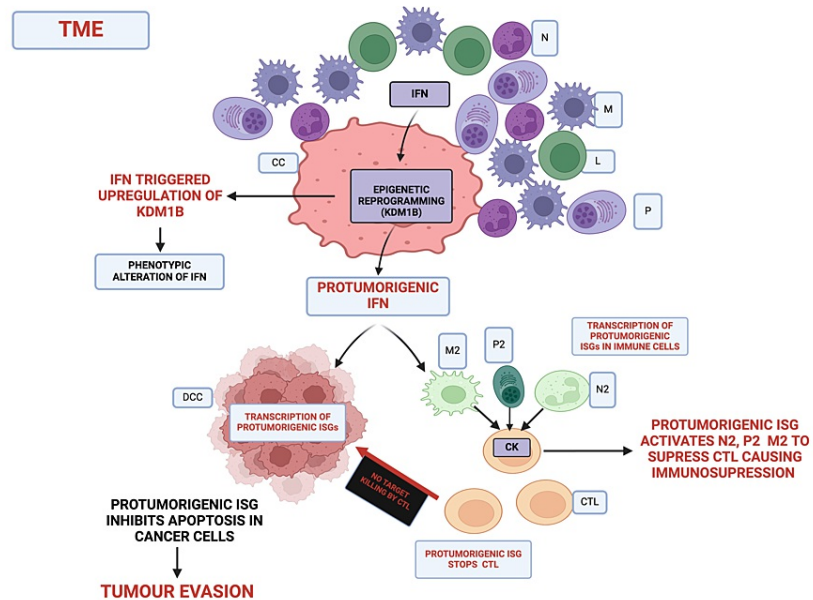 TME
N
IFN
M
CC
L
IFN TRIGGERED
UPREGULATION OF
KDM1B
EPIGENETIC
REPROGRAMMING
(KDM1B)
P
PHENOTYPIC
ALTERATION OF IFN
PROTUMORIGENIC
IFN
TRANSCRIPTION OF
PROTUMORIGENIC
ISGs IN IMMUNE CELLS
M2
P2
N2
DCC
TRANSCRIPTION OF
PROTUMORIGENIC ISGs
CK
PROTUMORIGENIC ISG
ACTIVATES N2, P2 M2 TO
SUPRESS CTL CAUSING
IMMUNOSUPRESSION
NO TARGET
KILLING BY CTL
CTL
PROTUMORIGENIC ISG
INHIBITS APOPTOSIS IN
CANCER CELLS
PROTUMORIGENIC ISG
STOPS CTL
TUMOUR EVASION